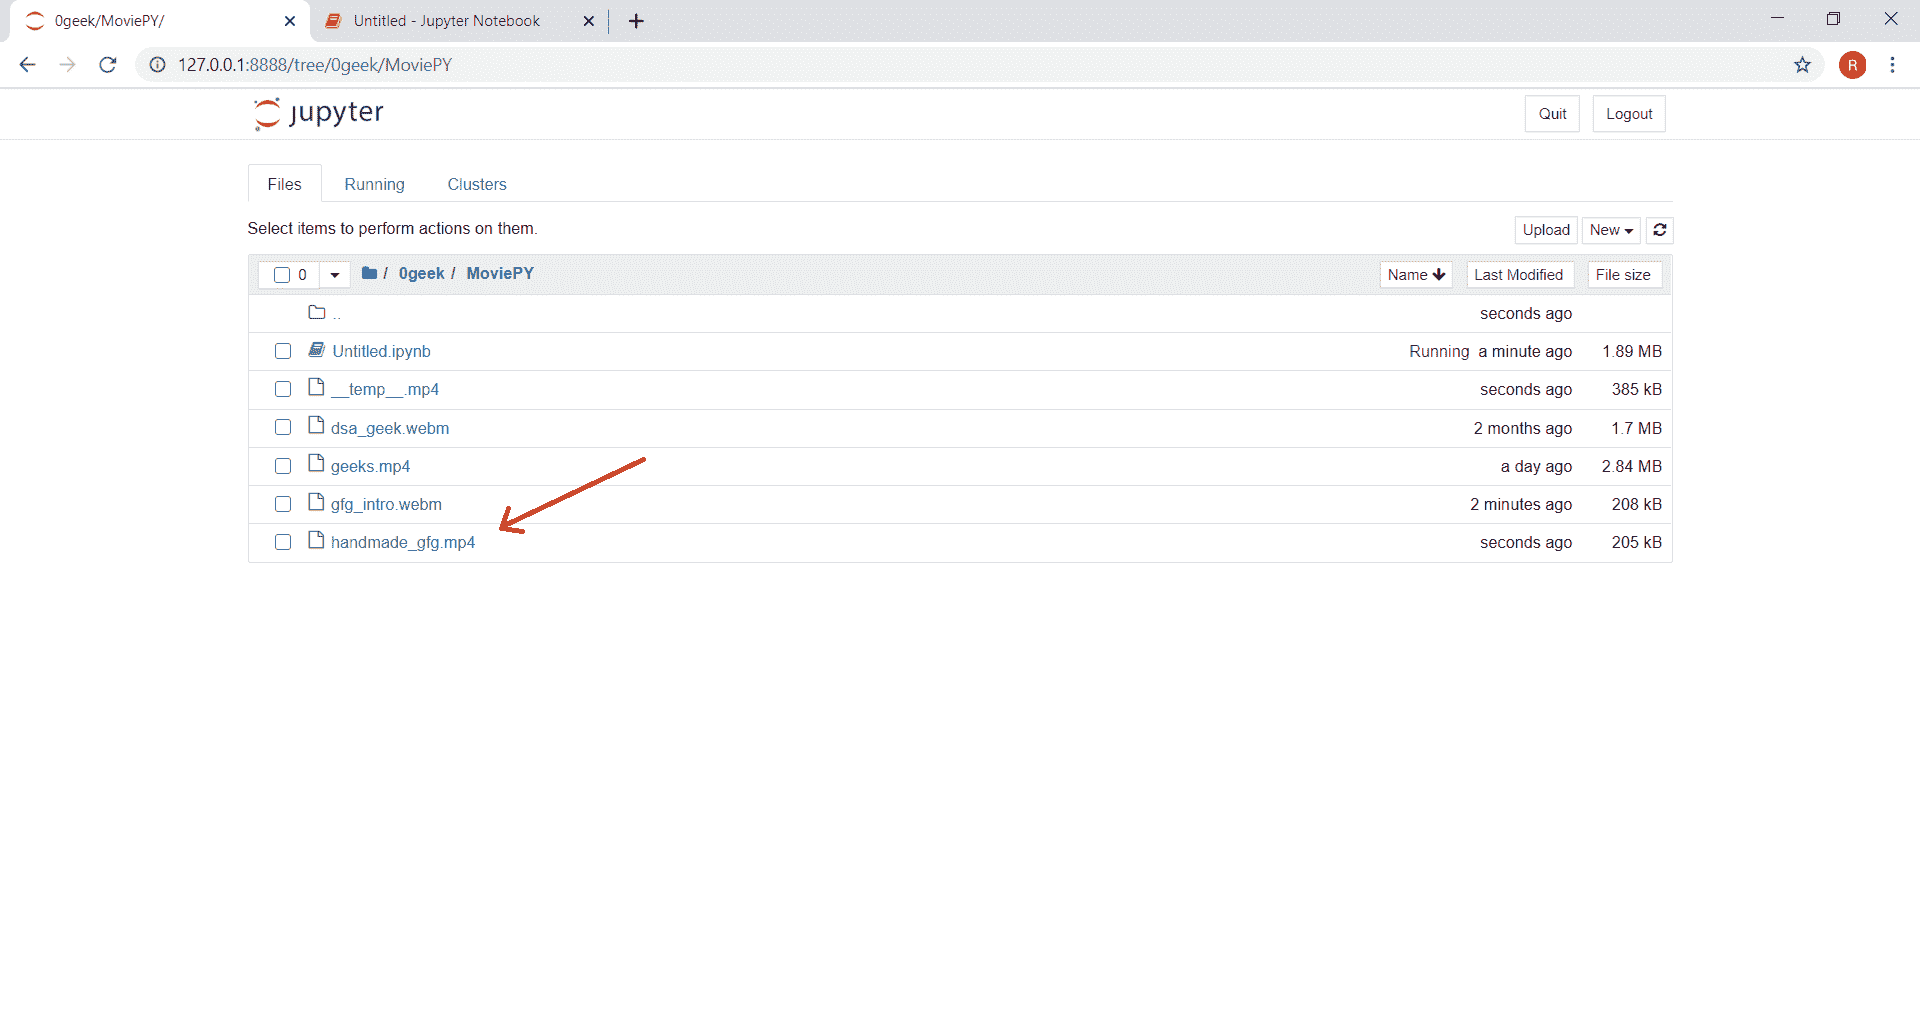 0geek/MoviePY/
Untitled - Jupyter Notebook
127.0.0.1:8888/tree/0geek/MoviePY
R
jupyter
Quit
Logout
Files
Running
Clusters
Select items to perform actions on them.
Upload
New
0
/ 0geek / MoviePY
Name
Last Modified
File size
..
seconds ago
Untitled.ipynb
Running a minute ago 1.89 MB
__temp__.mp4
seconds ago 385 kB
dsa_geek.webm
2 months ago 1.7 MB
geeks.mp4
a day ago 2.84 MB
gfg_intro.webm
2 minutes ago 208 kB
handmade_gfg.mp4
seconds ago 205 kB